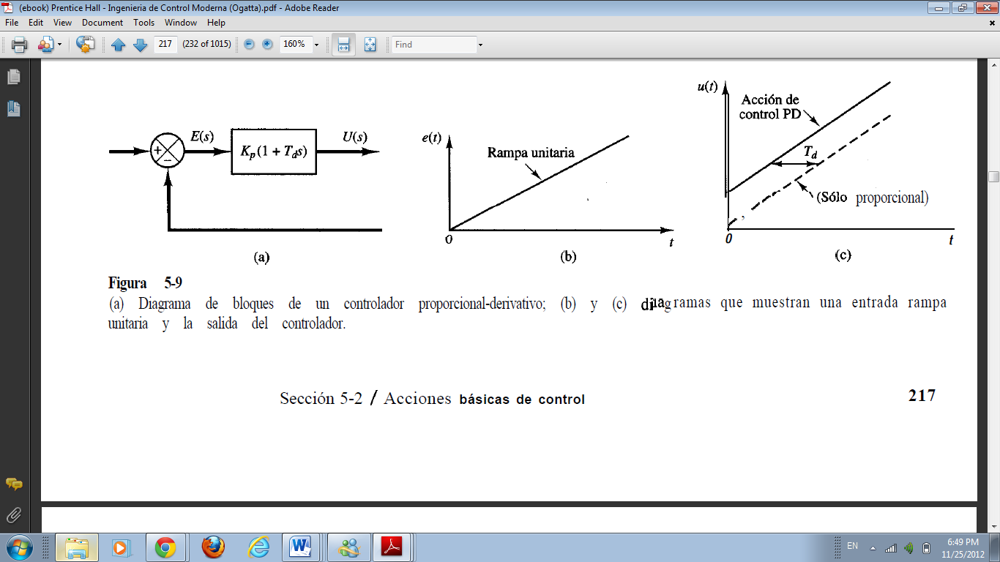 (ebook) Prentice Hall - Ingenieria de Control Moderna (Ogatta).pdf - Adobe Reader
File Edit View Document Tools Window Help
217 (232 of 1015) 160% Find
E(s) U(s)
+
−
Kp (1 + Tds)
(a)
e(t)
Rampa unitaria
0
t
(b)
u(t)
Acción de
control PD
Td
(Sólo proporcional)
0
t
(c)
Figura 5-9
(a) Diagrama de bloques de un controlador proporcional-derivativo; (b) y (c) diagramas que muestran una entrada rampa
unitaria y la salida del controlador.
Sección 5-2 / Acciones básicas de control 217
EN 6:49 PM
11/25/2012